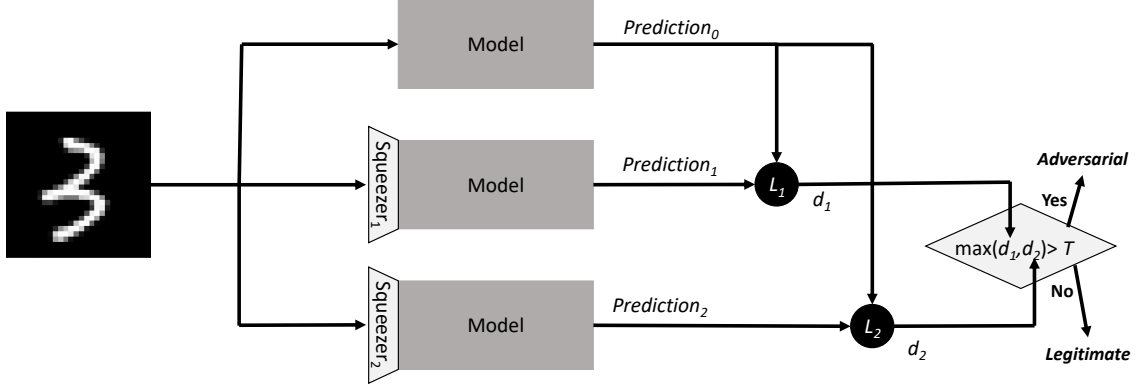 Model
Prediction₀
Squeezer₁
Model
Prediction₁
L₁
d₁
Adversarial
Yes
max(d₁,d₂)> T
No
Legitimate
Squeezer₂
Model
Prediction₂
L₂
d₂
3